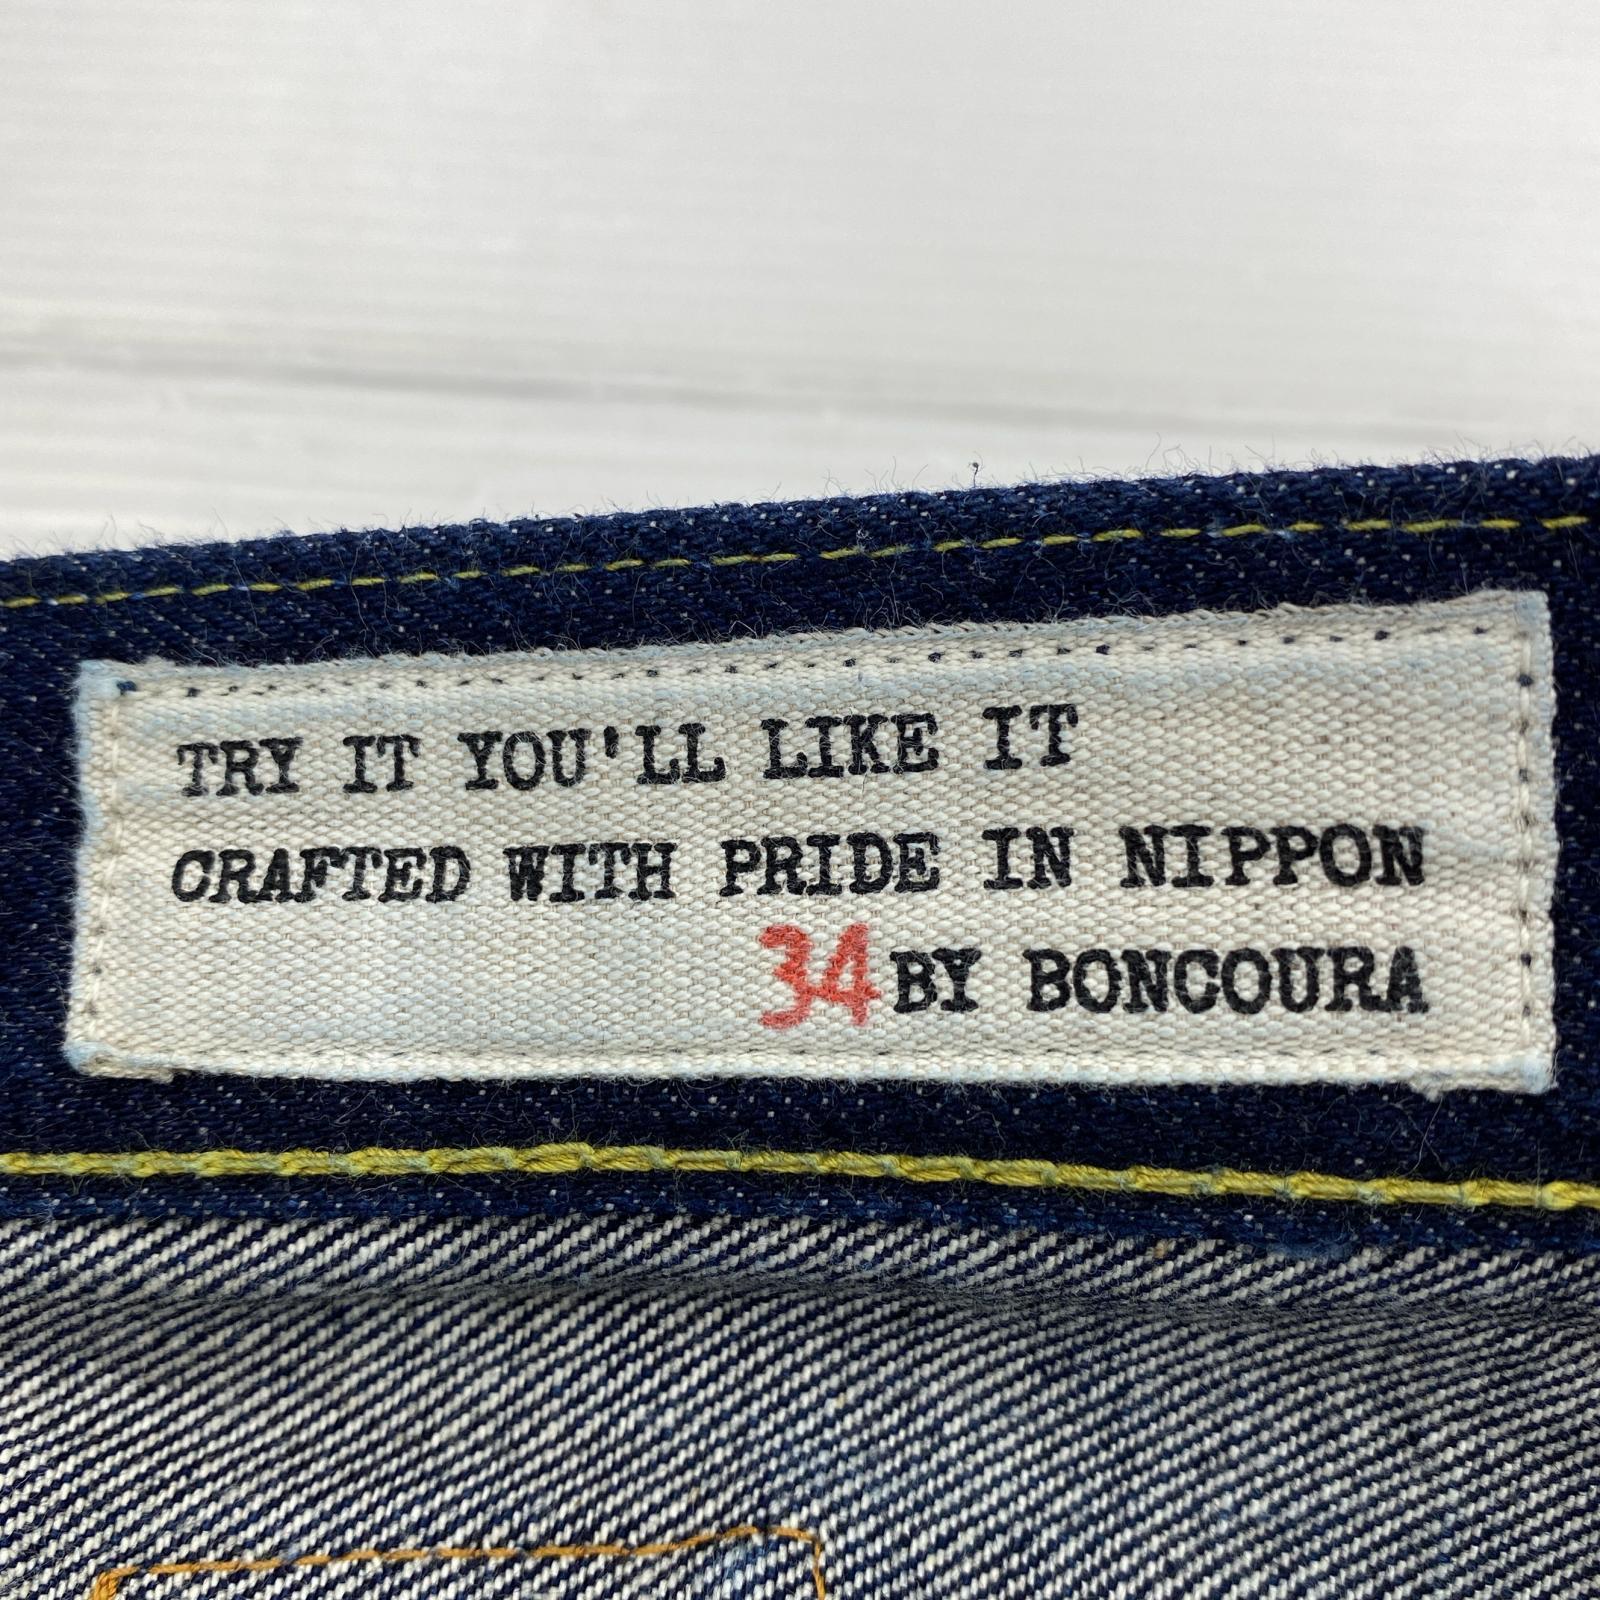 TRY IT YOU'LL LIKE IT
CRAFTED WITH PRIDE IN NIPPON
34 BY BONCOURA